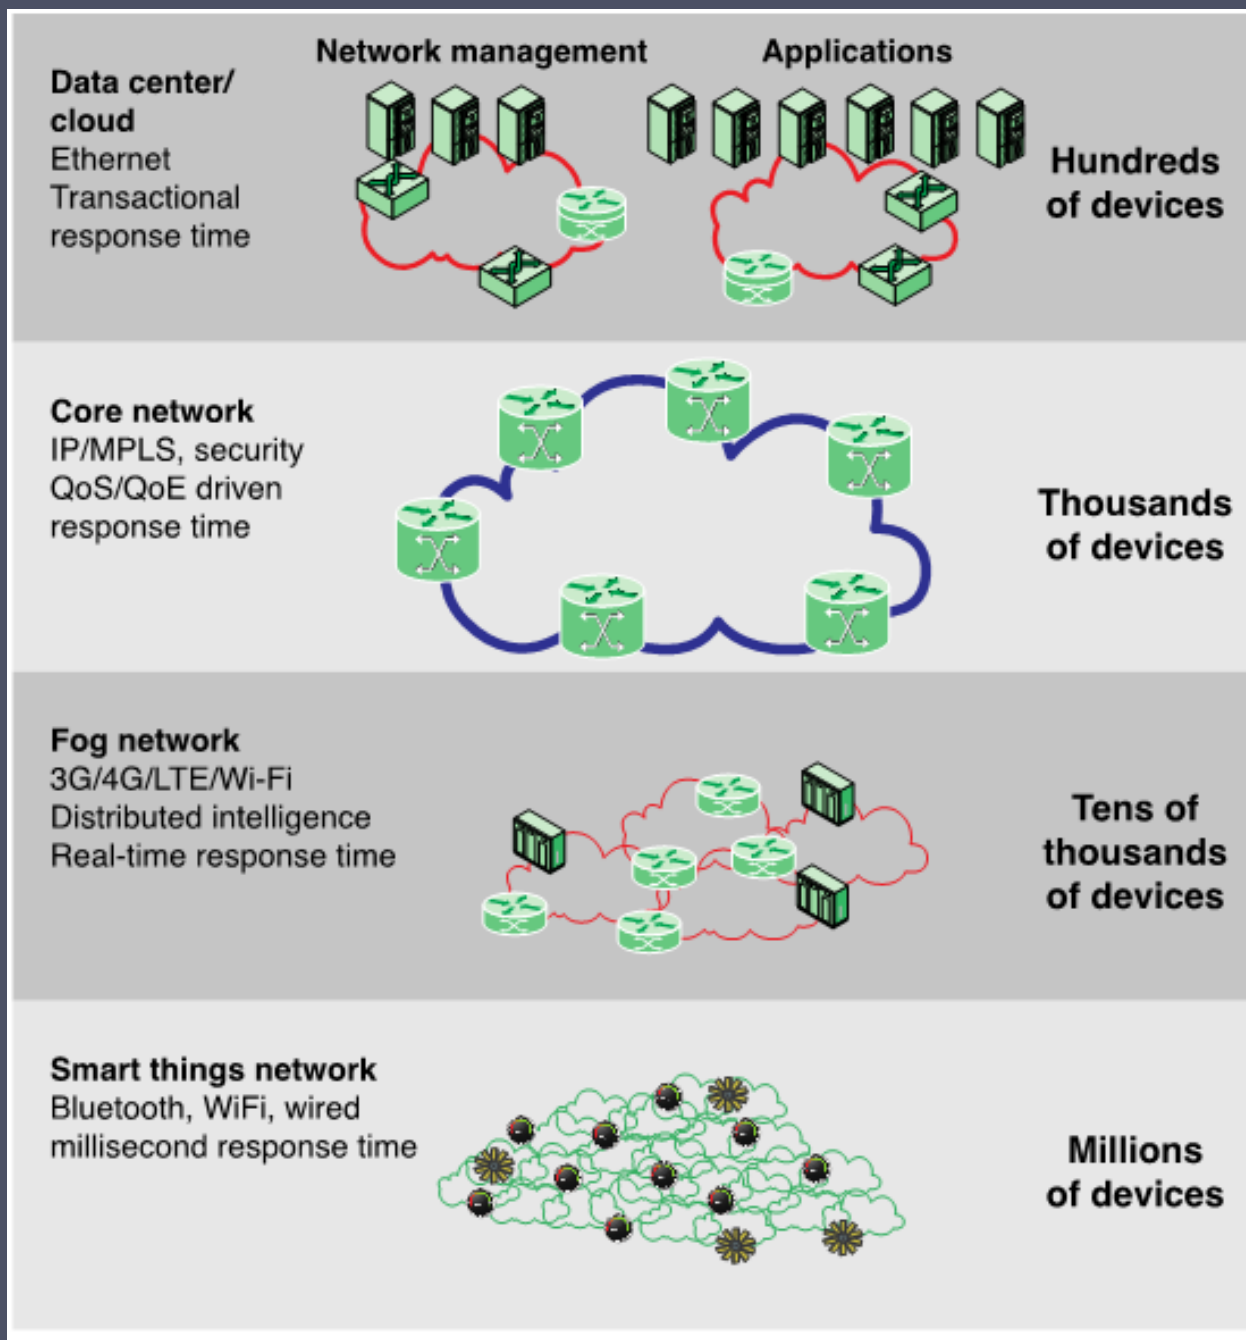 Network management
Applications
Data center/
cloud
Ethernet
Transactional
response time
Hundreds
of devices
Core network
IP/MPLS, security
QoS/QoE driven
response time
Thousands
of devices
Fog network
3G/4G/LTE/Wi-Fi
Distributed intelligence
Real-time response time
Tens of
thousands
of devices
Smart things network
Bluetooth, WiFi, wired
millisecond response time
Millions
of devices